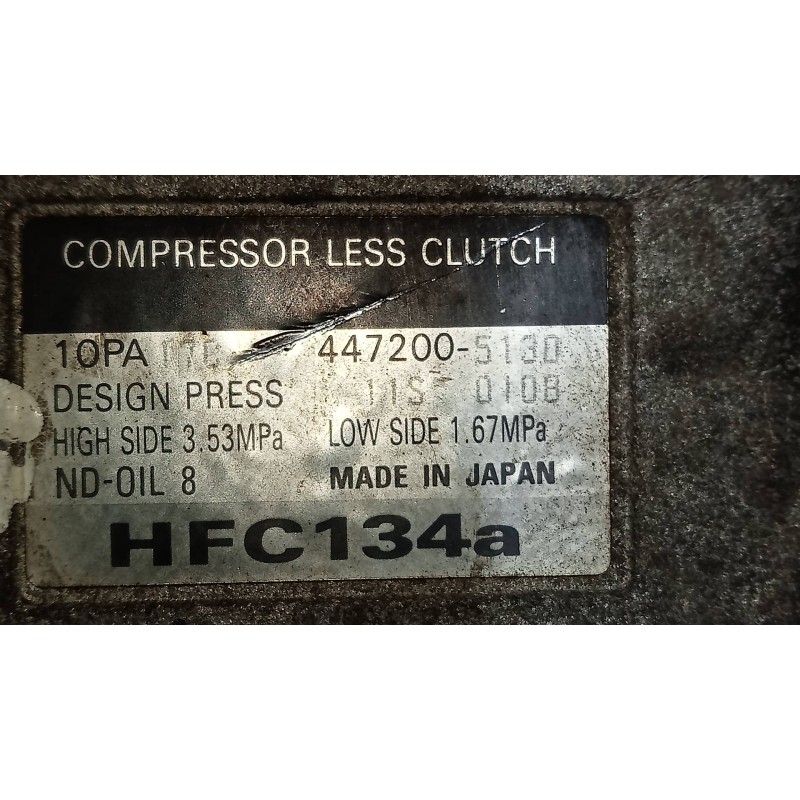 COMPRESSOR LESS CLUTCH
10PA 447200-5130
DESIGN PRESS 0108
HIGH SIDE 3.53MPa LOW SIDE 1.67MPa
ND-OIL 8 MADE IN JAPAN
HFC134a